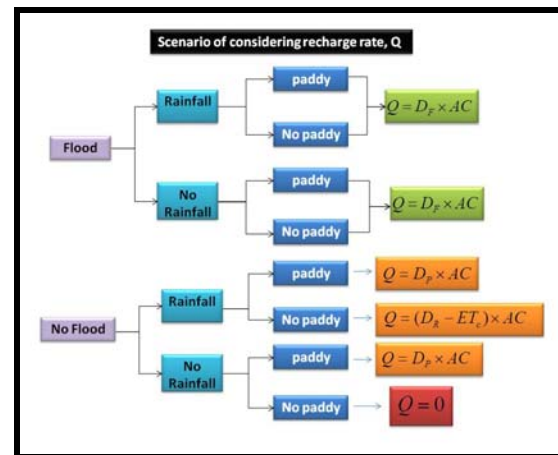 Scenario of considering recharge rate, Q
Flood
Rainfall
paddy
No paddy
Q = D_F × AC
No
Rainfall
paddy
No paddy
Q = D_F × AC
No Flood
Rainfall
paddy
Q = D_P × AC
No paddy
Q = (D_R − ET_c) × AC
No
Rainfall
paddy
Q = D_P × AC
No paddy
Q = 0